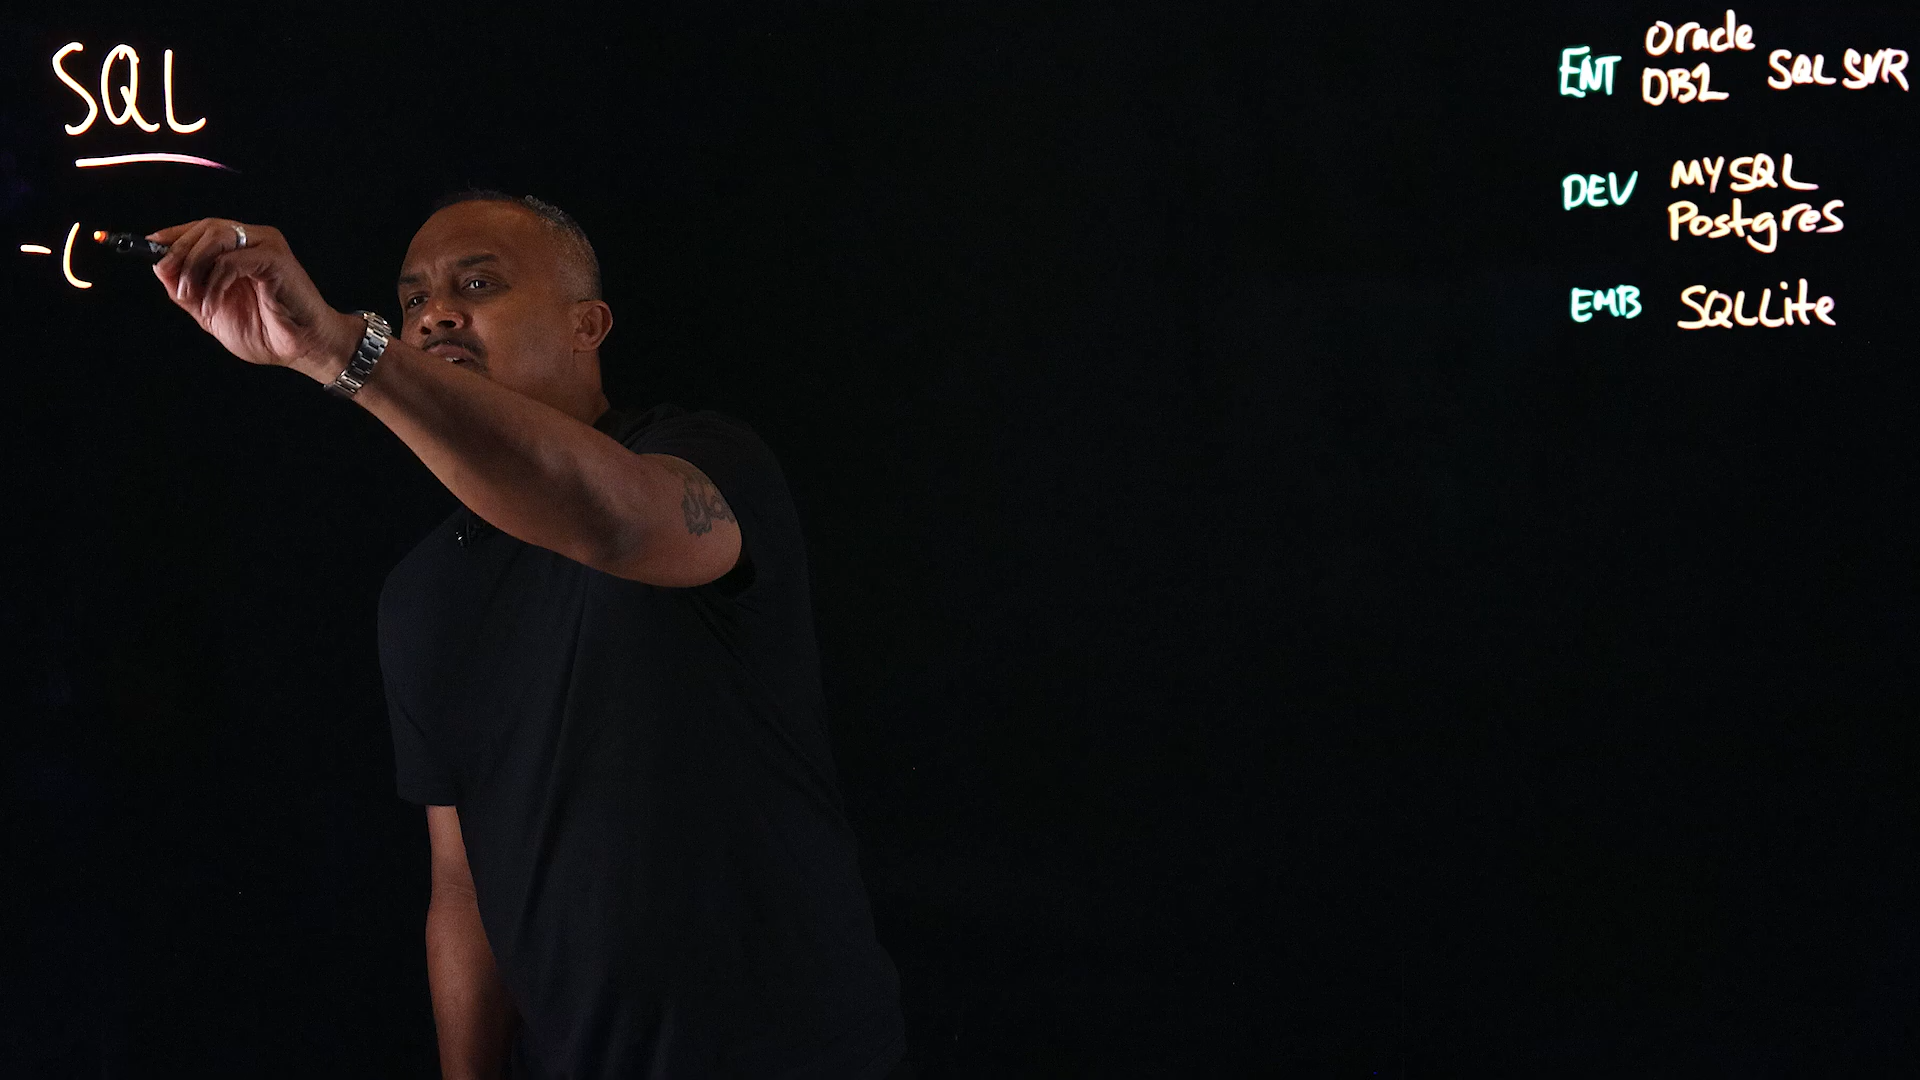 SQL
- (
ENT Oracle DB2 SQL SVR
DEV MYSQL Postgres
EMB SQLLite